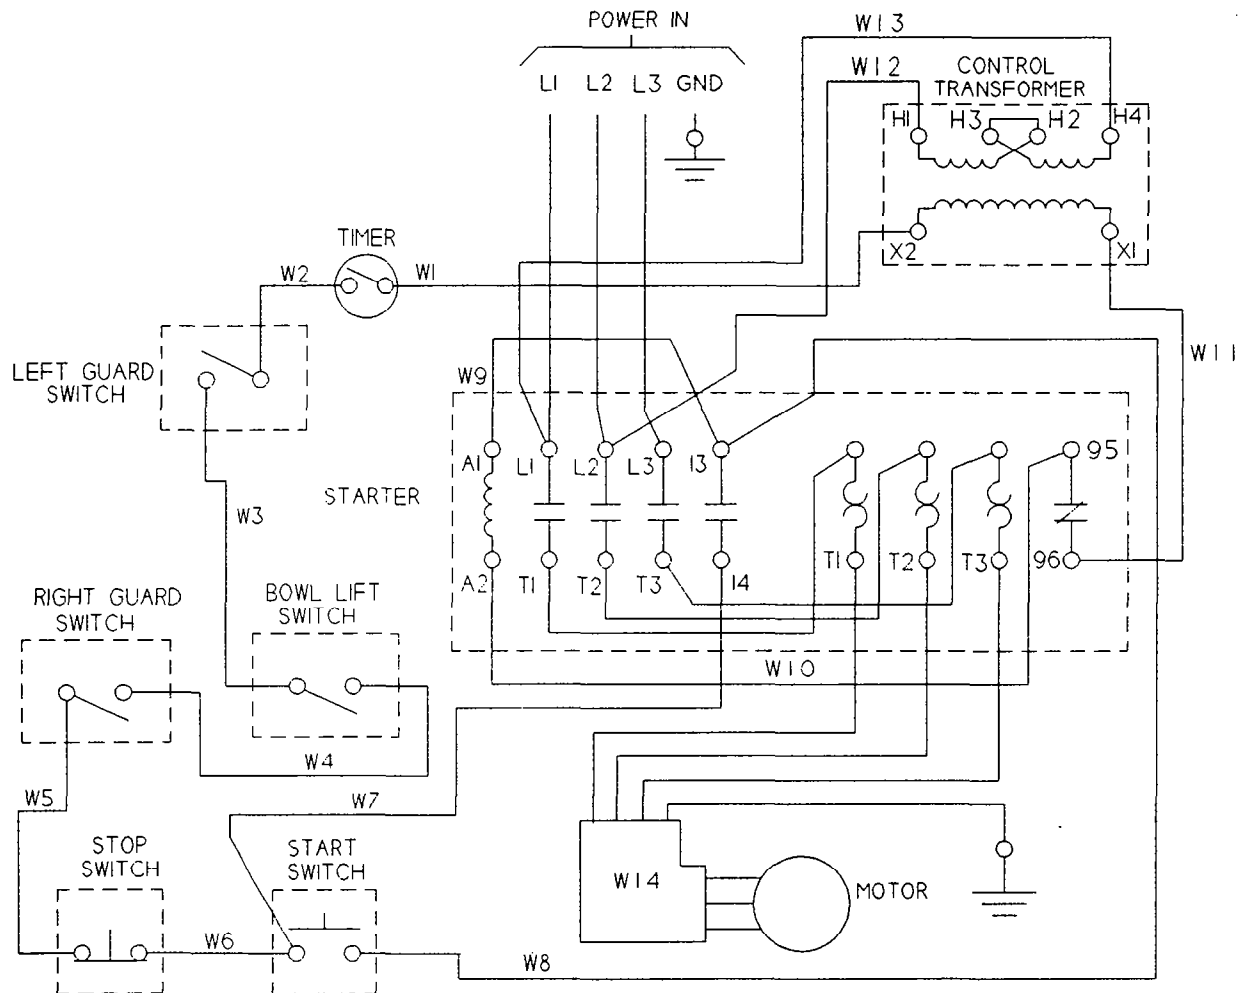 POWER IN
L1 L2 L3 GND
W13
W12
CONTROL
TRANSFORMER
H1 H3 H2 H4
X2 X1
TIMER
W2 W1
W11
LEFT GUARD
SWITCH
W9
A1 L1 L2 L3 13 95
STARTER
W3
A2 T1 T2 T3 14 T1 T2 T3 96
RIGHT GUARD
SWITCH
BOWL LIFT
SWITCH
W10
W4
W5
W7
STOP
SWITCH
START
SWITCH
W14
MOTOR
W6
W8